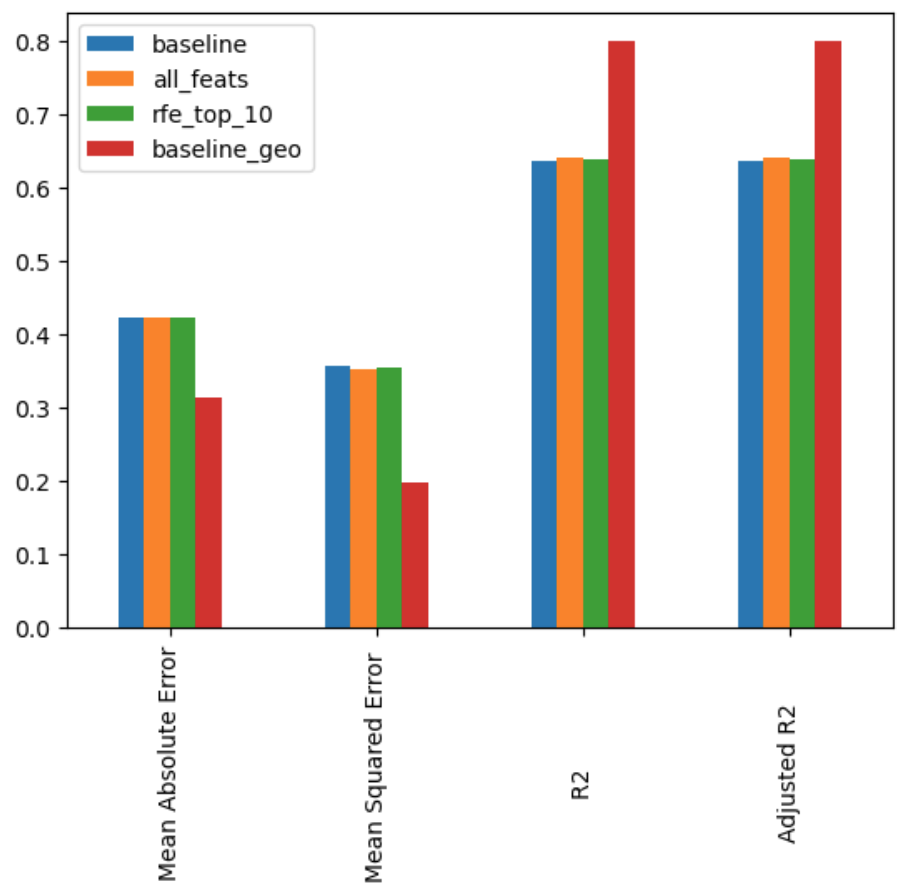 0.8
0.7
0.6
0.5
0.4
0.3
0.2
0.1
0.0
baseline
all_feats
rfe_top_10
baseline_geo
Mean Absolute Error
Mean Squared Error
R2
Adjusted R2